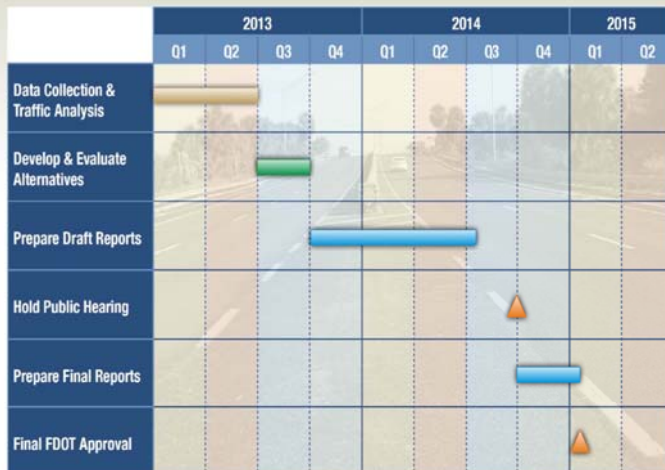 2013 2014 2015
Q1 Q2 Q3 Q4 Q1 Q2 Q3 Q4 Q1 Q2
Data Collection &
Traffic Analysis
Develop & Evaluate
Alternatives
Prepare Draft Reports
Hold Public Hearing
Prepare Final Reports
Final FDOT Approval